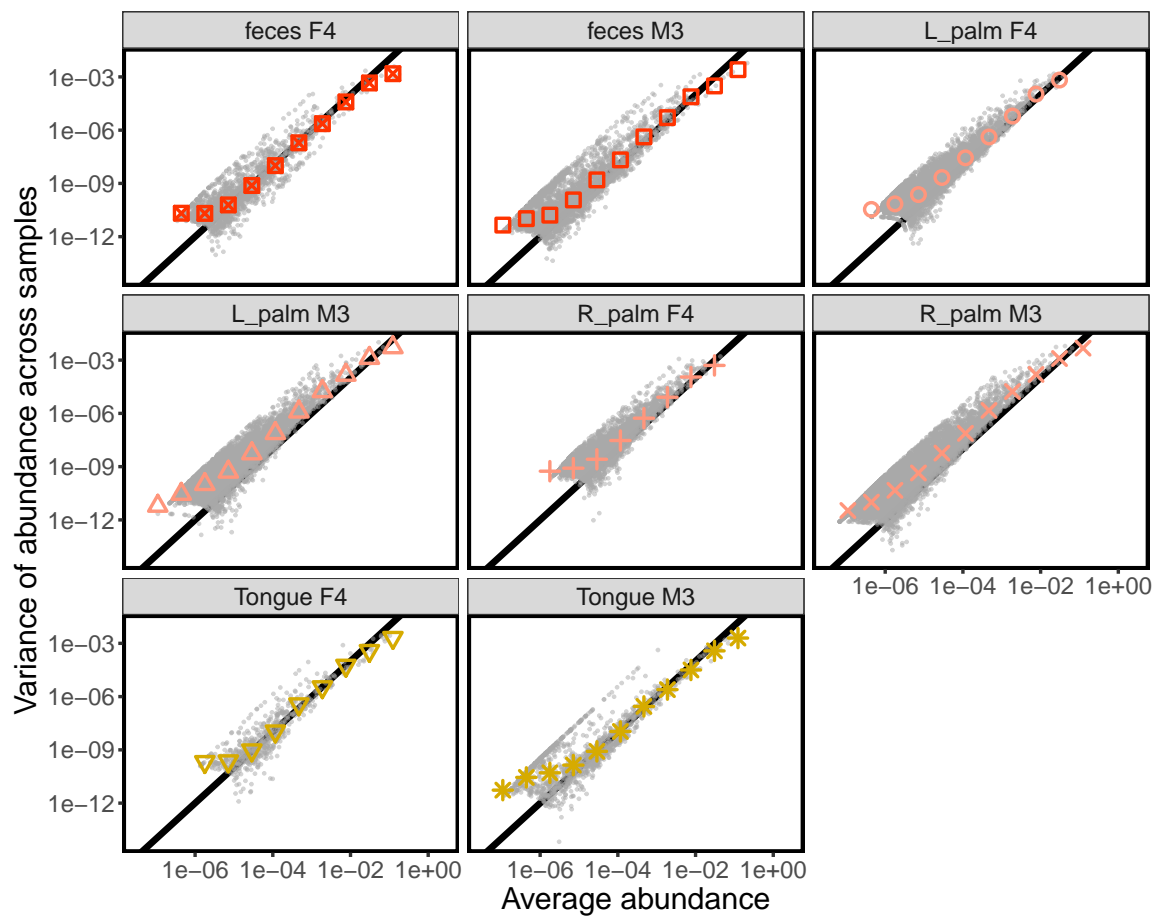 feces F4
feces M3
L_palm F4
1e−03
1e−06
1e−09
1e−12
L_palm M3
R_palm F4
R_palm M3
1e−03
1e−06
1e−09
1e−12
1e−06 1e−04 1e−02 1e+00
Tongue F4
Tongue M3
1e−03
1e−06
1e−09
1e−12
1e−06 1e−04 1e−02 1e+00
1e−06 1e−04 1e−02 1e+00
Average abundance
Variance of abundance across samples